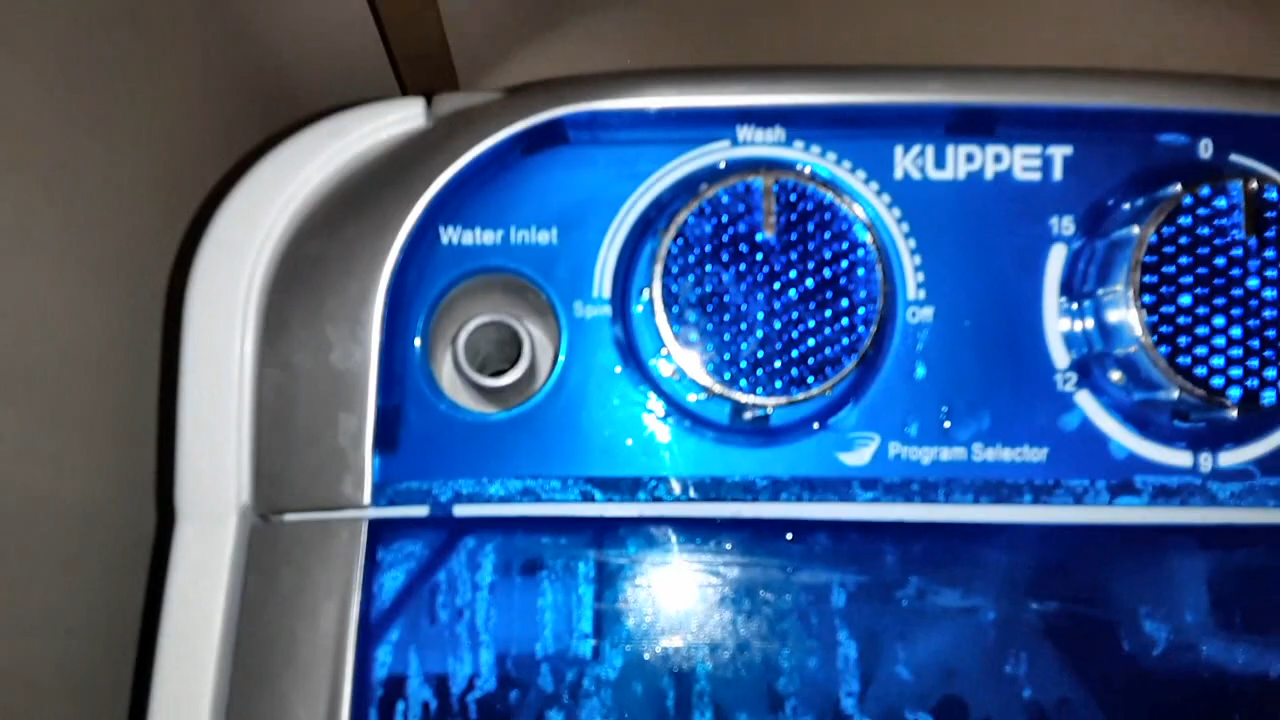 Wash
KUPPET
0
Water Inlet
15
Spin
Off
12
Program Selector
9